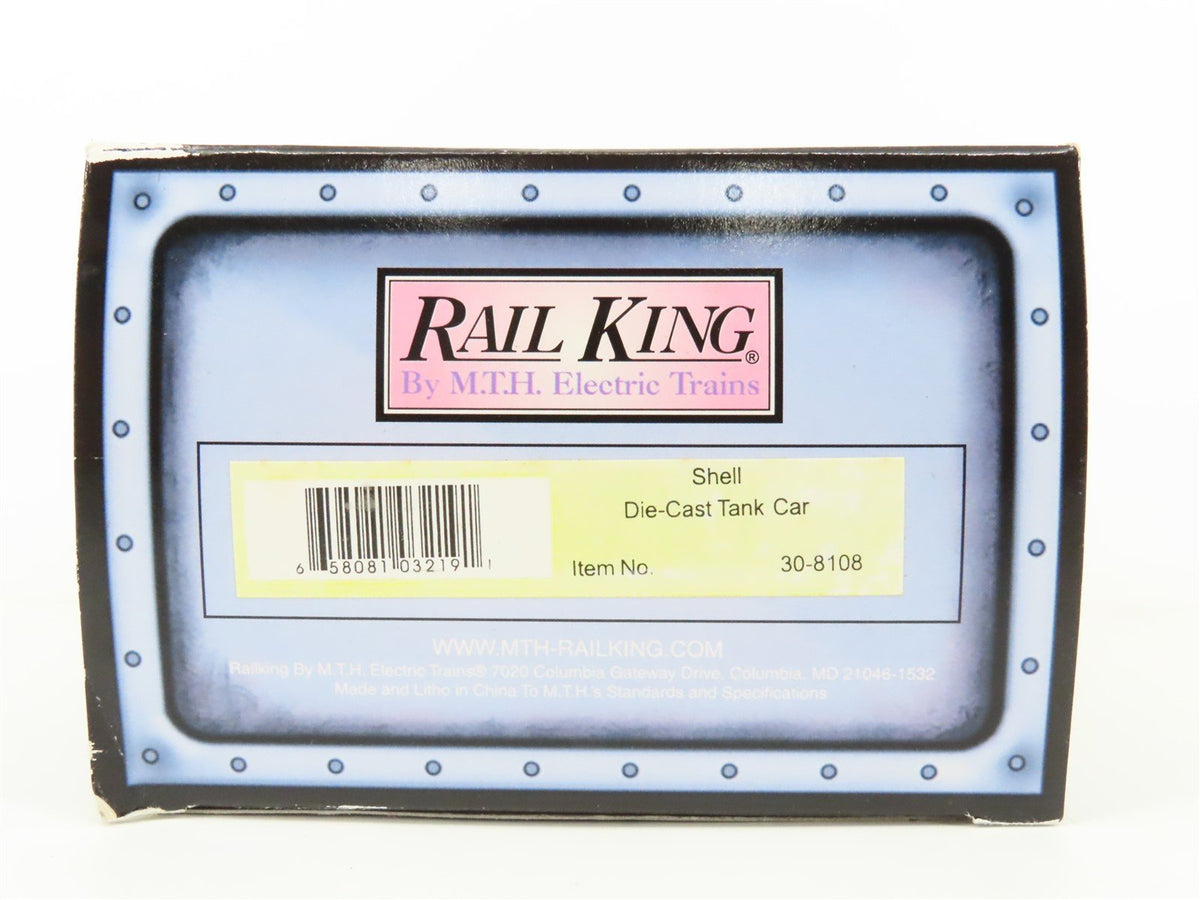 RAIL KING®
By M.T.H. Electric Trains
Shell
Die-Cast Tank Car
6 58081 03219 1
Item No. 30-8108
WWW.MTH-RAILKING.COM
Railking By M.T.H. Electric Trains® 7020 Columbia Gateway Drive, Columbia, MD 21046-1532
Made and Litho in China To M.T.H.'s Standards and Specifications